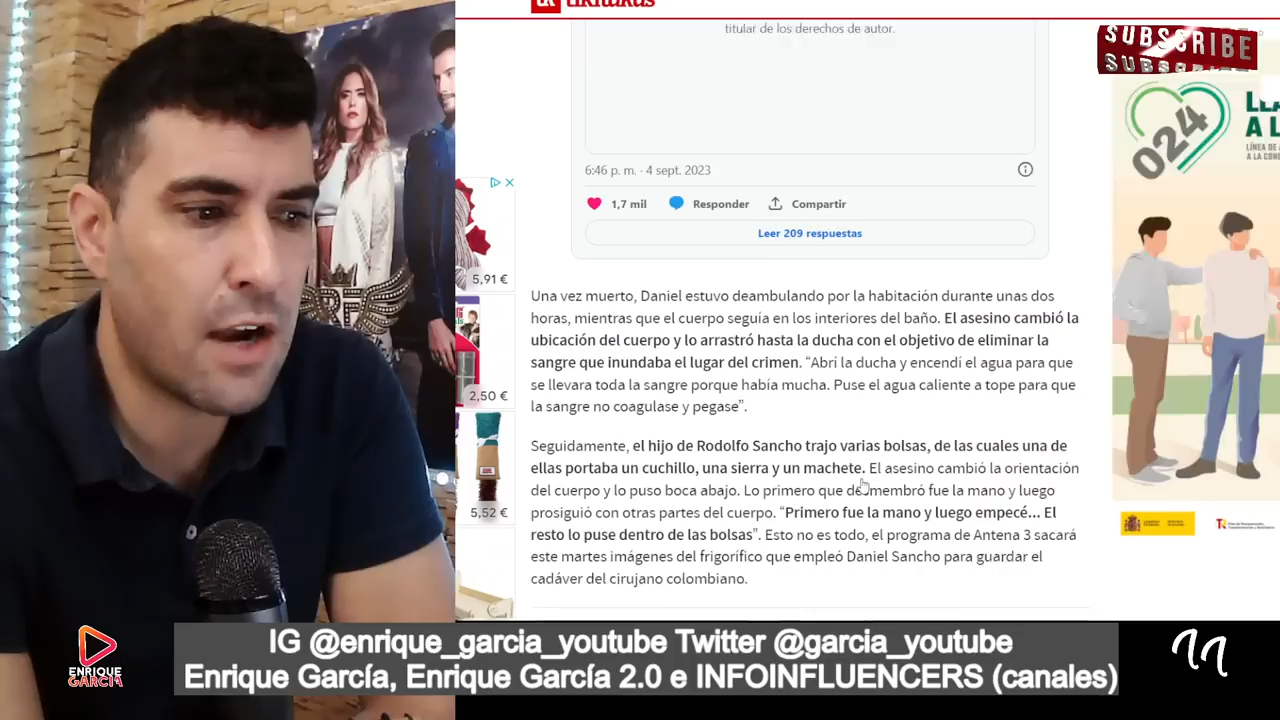 titular de los derechos de autor.
SUBSCRIBE
SUBSCRIBE
6:46 p. m. · 4 sept. 2023
1,7 mil
Responder
Compartir
Leer 209 respuestas
5,91 €
2,50 €
5,52 €
Una vez muerto, Daniel estuvo deambulando por la habitación durante unas dos
horas, mientras que el cuerpo seguía en los interiores del baño. El asesino cambió la
ubicación del cuerpo y lo arrastró hasta la ducha con el objetivo de eliminar la
sangre que inundaba el lugar del crimen. “Abrí la ducha y encendí el agua para que
se llevara toda la sangre porque había mucha. Puse el agua caliente a tope para que
la sangre no coagulase y pegase”.
Seguidamente, el hijo de Rodolfo Sancho trajo varias bolsas, de las cuales una de
ellas portaba un cuchillo, una sierra y un machete. El asesino cambió la orientación
del cuerpo y lo puso boca abajo. Lo primero que desmembró fue la mano y luego
prosiguió con otras partes del cuerpo. “Primero fue la mano y luego empecé... El
resto lo puse dentro de las bolsas”. Esto no es todo, el programa de Antena 3 sacará
este martes imágenes del frigorífico que empleó Daniel Sancho para guardar el
cadáver del cirujano colombiano.
024
A L
LÍNEA DE A
A LA COND
ENRIQUE
GARCÍA
IG @enrique_garcia_youtube Twitter @garcia_youtube
Enrique García, Enrique García 2.0 e INFOINFLUENCERS (canales)